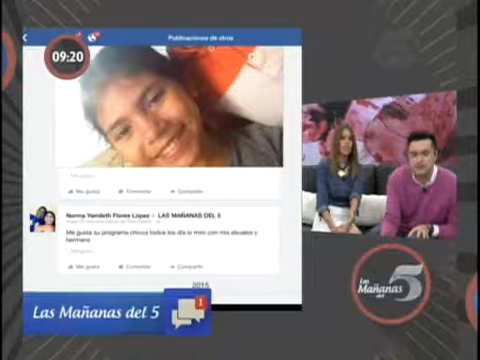 Publicaciones de otros
09:20
Me gusta
Comentar
Compartir
Norma Yemdeth Flores Lopez ▸ LAS MAÑANAS DEL 5
Me gusta su programa chicos todos los dia lo miro con mis abuelos y
hermano
Me gusta
Comentar
Compartir
2015
Las Mañanas del 5
1
Las
Mañanas
del 5